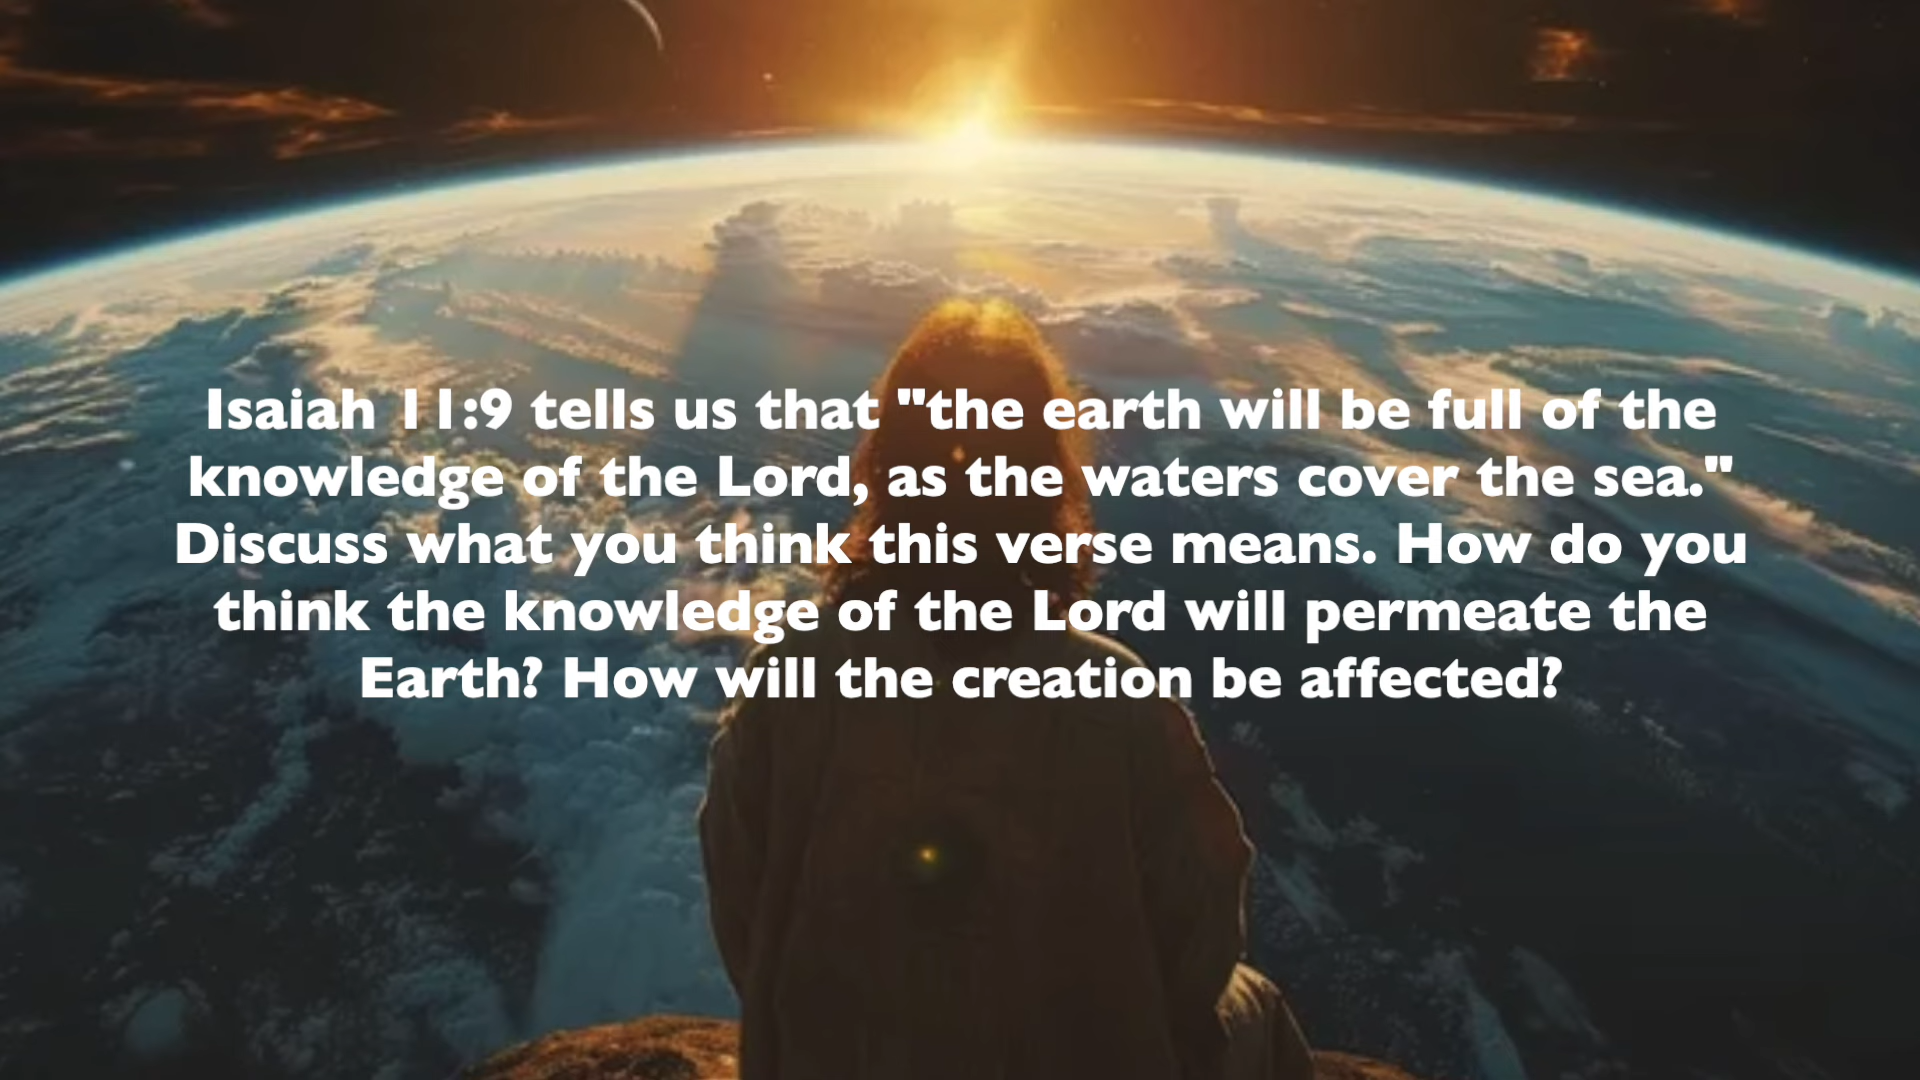 Isaiah 11:9 tells us that "the earth will be full of the
knowledge of the Lord, as the waters cover the sea."
Discuss what you think this verse means. How do you
think the knowledge of the Lord will permeate the
Earth? How will the creation be affected?